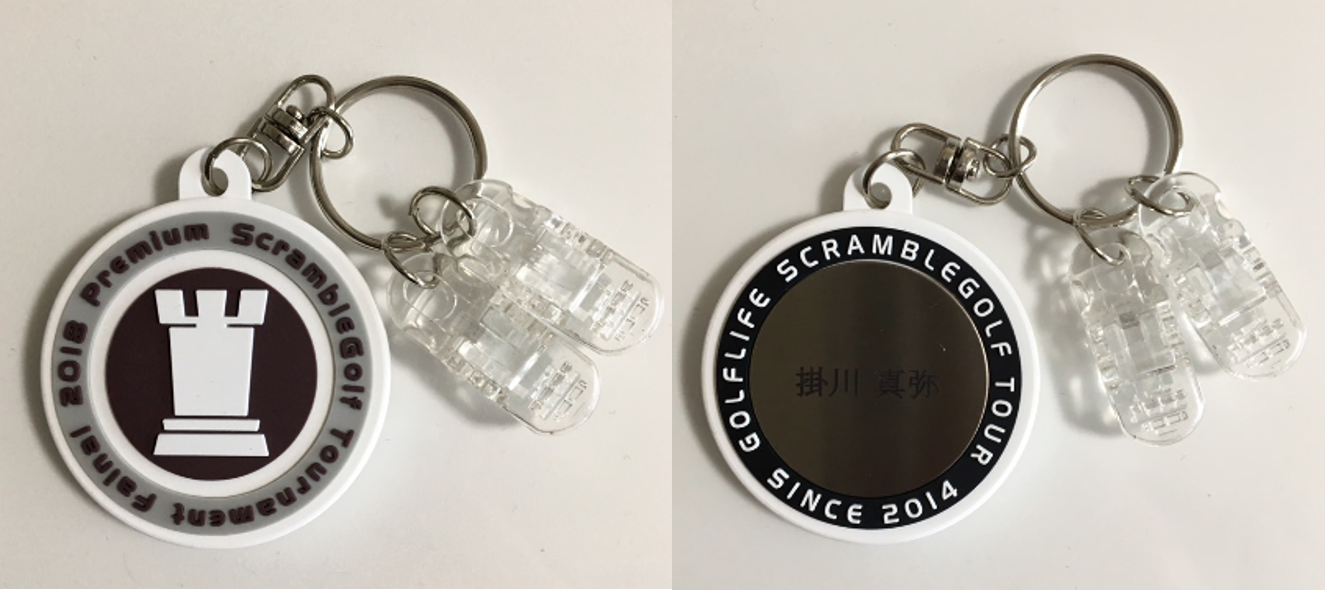 2018 Premium ScrambleGolf Tournament Fainal
GOLFLIFE SCRAMBLEGOLF TOUR
SINCE 2014
掛川 真弥